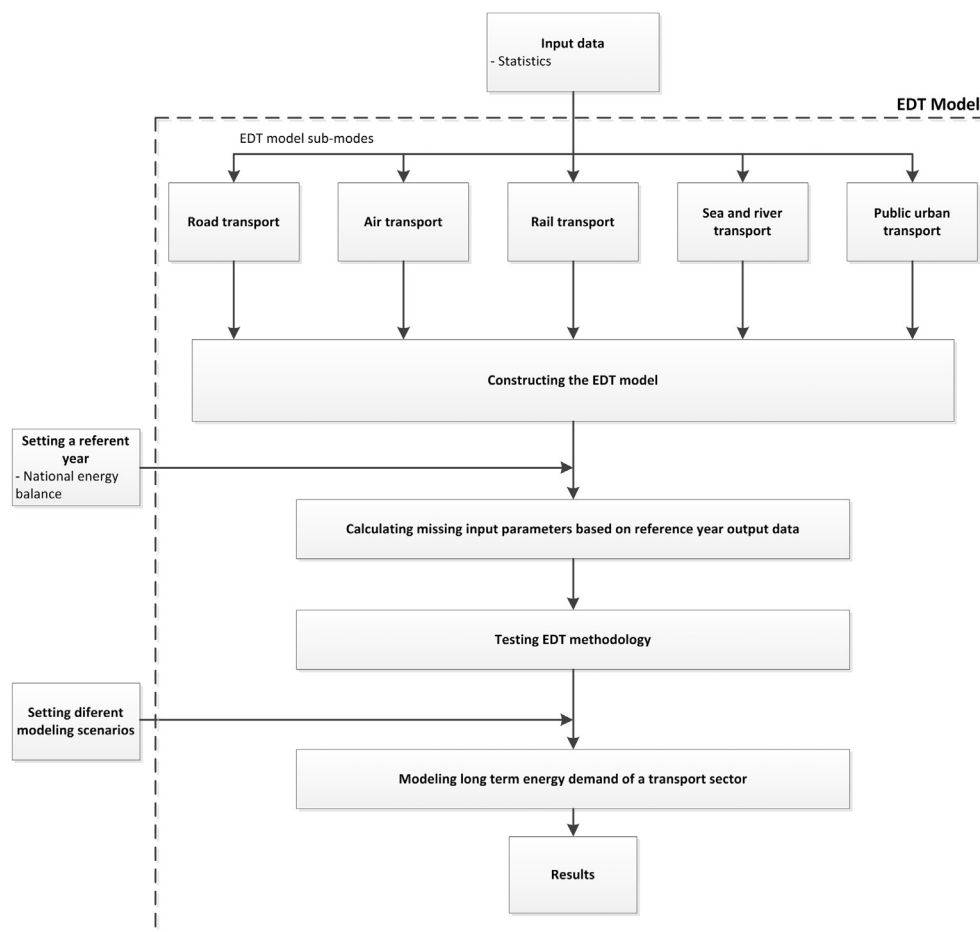 Input data
- Statistics
EDT Model
EDT model sub-modes
Road transport
Air transport
Rail transport
Sea and river
transport
Public urban
transport
Constructing the EDT model
Setting a referent
year
- National energy
balance
Calculating missing input parameters based on reference year output data
Testing EDT methodology
Setting diferent
modeling scenarios
Modeling long term energy demand of a transport sector
Results